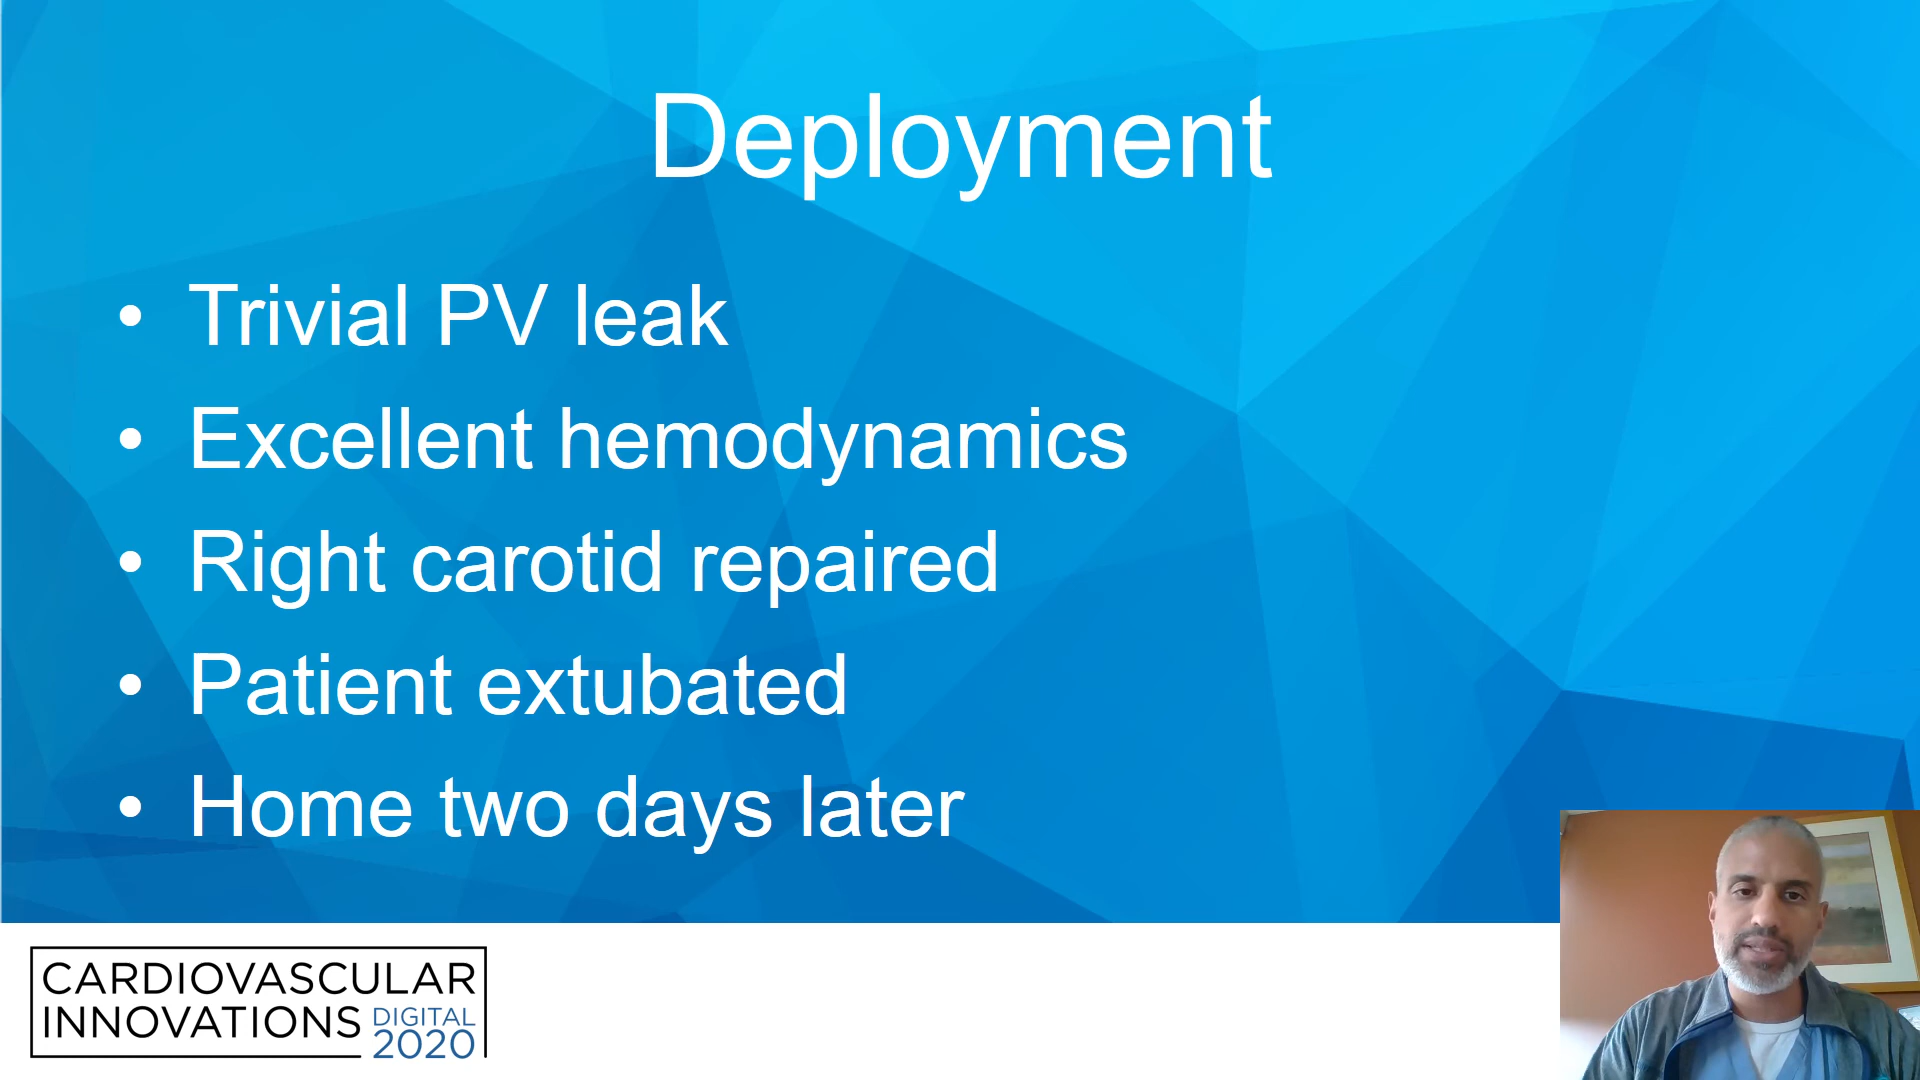 Deployment
• Trivial PV leak
• Excellent hemodynamics
• Right carotid repaired
• Patient extubated
• Home two days later
CARDIOVASCULAR
INNOVATIONS DIGITAL
2020